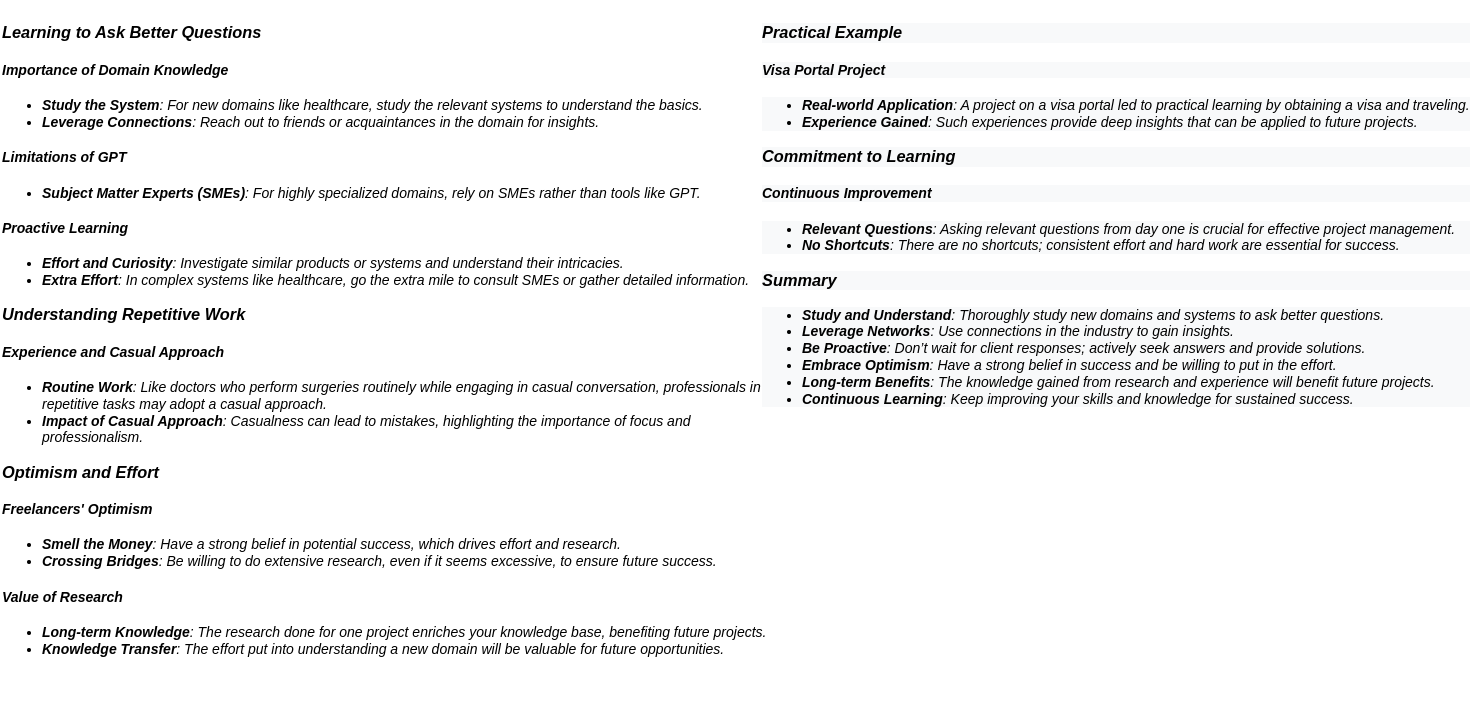 Learning to Ask Better Questions
Importance of Domain Knowledge
• Study the System: For new domains like healthcare, study the relevant systems to understand the basics.
• Leverage Connections: Reach out to friends or acquaintances in the domain for insights.
Limitations of GPT
• Subject Matter Experts (SMEs): For highly specialized domains, rely on SMEs rather than tools like GPT.
Proactive Learning
• Effort and Curiosity: Investigate similar products or systems and understand their intricacies.
• Extra Effort: In complex systems like healthcare, go the extra mile to consult SMEs or gather detailed information.
Understanding Repetitive Work
Experience and Casual Approach
• Routine Work: Like doctors who perform surgeries routinely while engaging in casual conversation, professionals in
repetitive tasks may adopt a casual approach.
• Impact of Casual Approach: Casualness can lead to mistakes, highlighting the importance of focus and
professionalism.
Optimism and Effort
Freelancers' Optimism
• Smell the Money: Have a strong belief in potential success, which drives effort and research.
• Crossing Bridges: Be willing to do extensive research, even if it seems excessive, to ensure future success.
Value of Research
• Long-term Knowledge: The research done for one project enriches your knowledge base, benefiting future projects.
• Knowledge Transfer: The effort put into understanding a new domain will be valuable for future opportunities.
Practical Example
Visa Portal Project
• Real-world Application: A project on a visa portal led to practical learning by obtaining a visa and traveling.
• Experience Gained: Such experiences provide deep insights that can be applied to future projects.
Commitment to Learning
Continuous Improvement
• Relevant Questions: Asking relevant questions from day one is crucial for effective project management.
• No Shortcuts: There are no shortcuts; consistent effort and hard work are essential for success.
Summary
• Study and Understand: Thoroughly study new domains and systems to ask better questions.
• Leverage Networks: Use connections in the industry to gain insights.
• Be Proactive: Don’t wait for client responses; actively seek answers and provide solutions.
• Embrace Optimism: Have a strong belief in success and be willing to put in the effort.
• Long-term Benefits: The knowledge gained from research and experience will benefit future projects.
• Continuous Learning: Keep improving your skills and knowledge for sustained success.